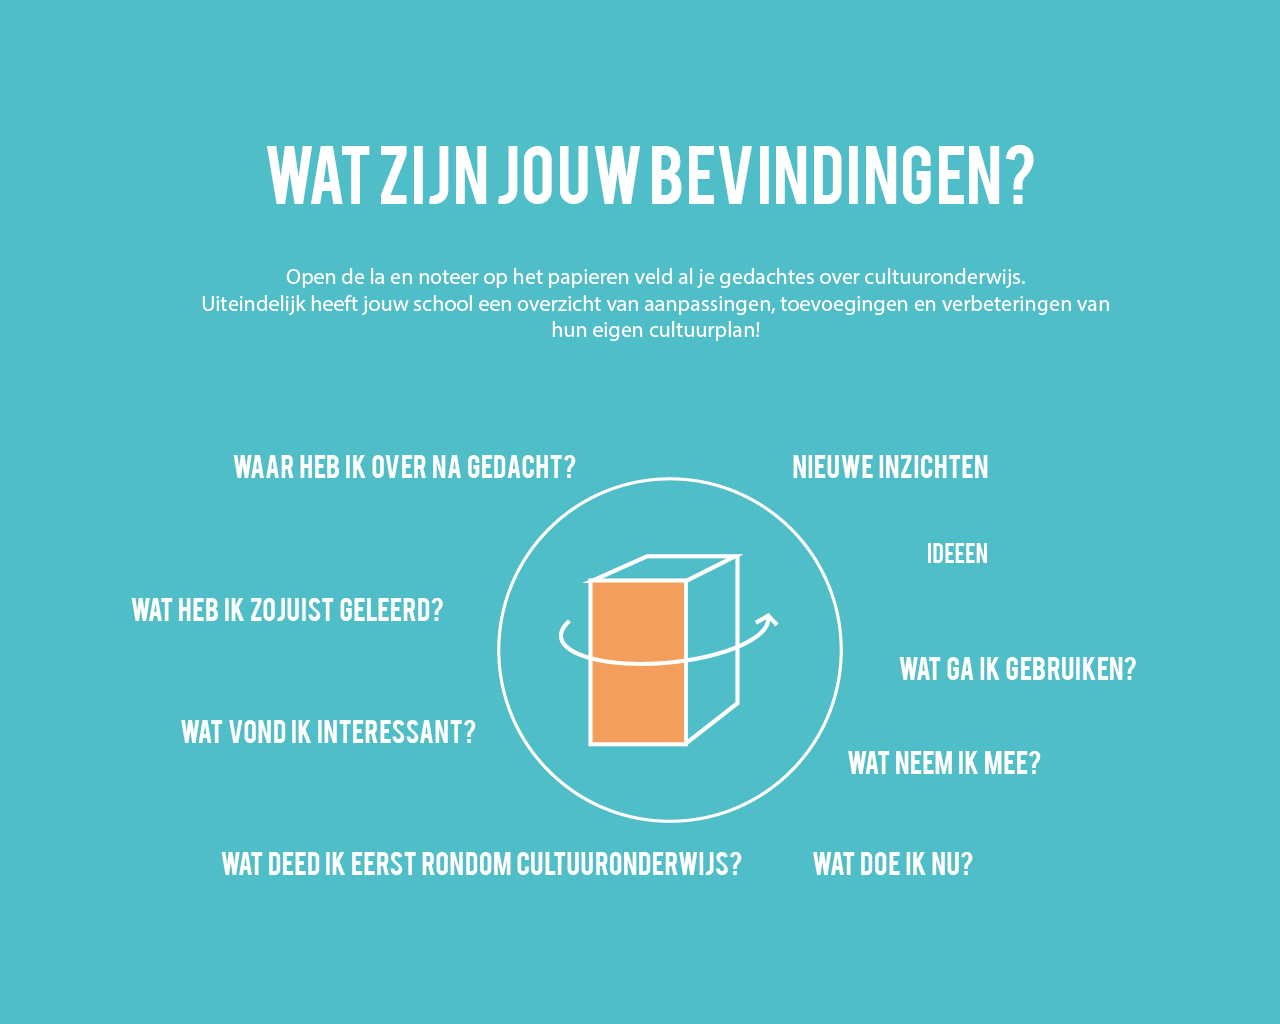 WAT ZIJN JOUW BEVINDINGEN?
Open de la en noteer op het papieren veld al je gedachtes over cultuuronderwijs.
Uiteindelijk heeft jouw school een overzicht van aanpassingen, toevoegingen en verbeteringen van
hun eigen cultuurplan!
WAAR HEB IK OVER NA GEDACHT?
NIEUWE INZICHTEN
IDEEEN
WAT HEB IK ZOJUIST GELEERD?
WAT GA IK GEBRUIKEN?
WAT VOND IK INTERESSANT?
WAT NEEM IK MEE?
WAT DEED IK EERST RONDOM CULTUURONDERWIJS?
WAT DOE IK NU?